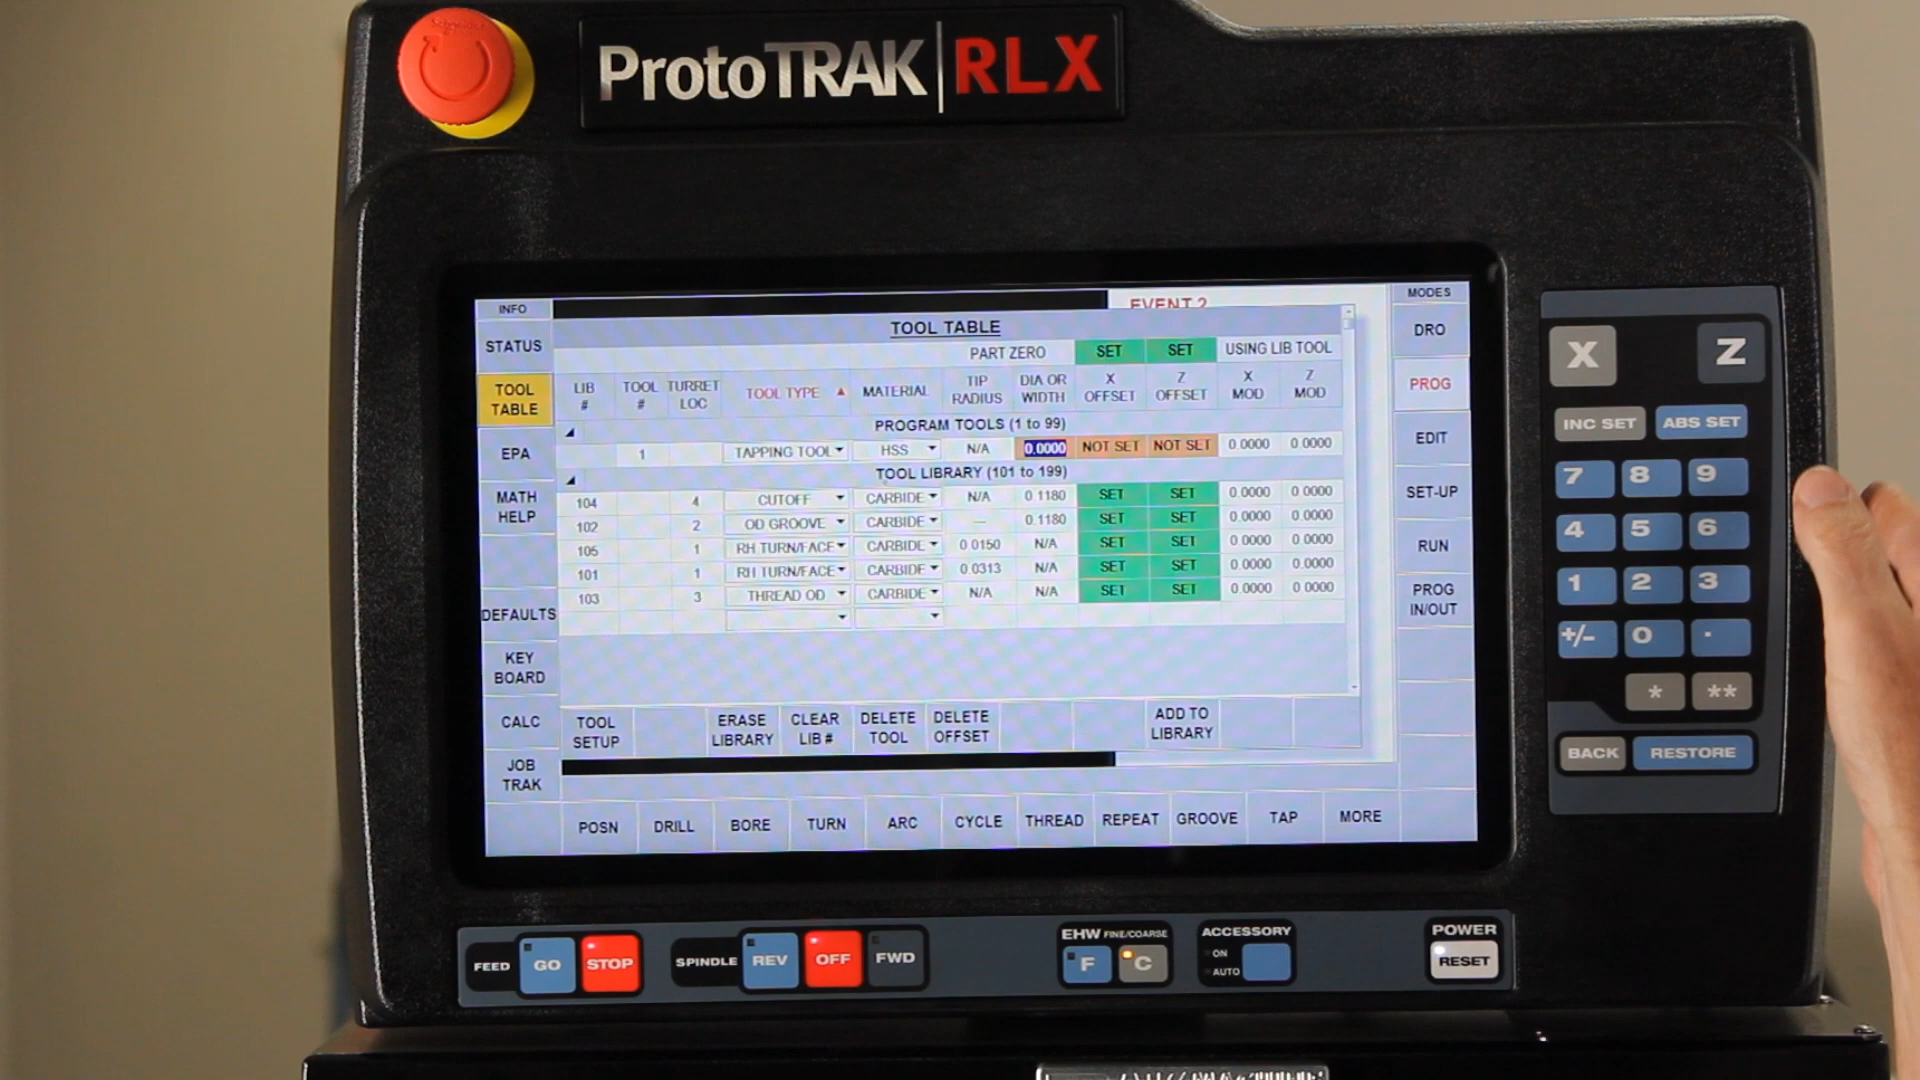 ProtoTRAK RLX
INFO
STATUS
TOOL TABLE
EPA
MATH HELP
DEFAULTS
KEY BOARD
CALC
JOB TRAK
EVENT 2
TOOL TABLE
PART ZERO SET SET USING LIB TOOL
LIB # TOOL # TURRET LOC TOOL TYPE ▲ MATERIAL TIP RADIUS DIA OR WIDTH X OFFSET Z OFFSET X MOD Z MOD
PROGRAM TOOLS (1 to 99)
1 TAPPING TOOL HSS N/A 0.0000 NOT SET NOT SET 0.0000 0.0000
TOOL LIBRARY (101 to 199)
104 4 CUTOFF CARBIDE N/A 0.1180 SET SET 0.0000 0.0000
102 2 OD GROOVE CARBIDE --- 0.1180 SET SET 0.0000 0.0000
105 1 RH TURN/FACE CARBIDE 0.0150 N/A SET SET 0.0000 0.0000
101 1 RH TURN/FACE CARBIDE 0.0313 N/A SET SET 0.0000 0.0000
103 3 THREAD OD CARBIDE N/A N/A SET SET 0.0000 0.0000
TOOL SETUP ERASE LIBRARY CLEAR LIB # DELETE TOOL DELETE OFFSET ADD TO LIBRARY
POSN DRILL BORE TURN ARC CYCLE THREAD REPEAT GROOVE TAP MORE
MODES
DRO
PROG
EDIT
SET-UP
RUN
PROG IN/OUT
X Z
INC SET ABS SET
7 8 9
4 5 6
1 2 3
+/- 0 .
* **
BACK RESTORE
FEED GO STOP
SPINDLE REV OFF FWD
EHW FINE/COARSE
F C
ACCESSORY
ON
AUTO
POWER
RESET